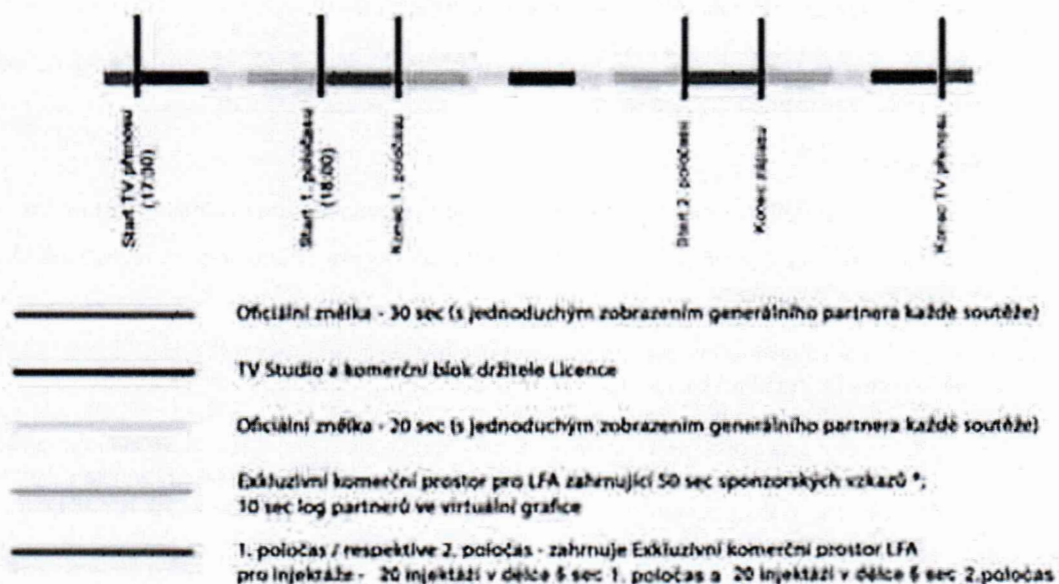 Start TV přenosu
(17:30)
Start 1. poločasu
(18:00)
Konec 1. poločasu
Start 2. poločasu
Konec zápasu
Konec TV přenosu
Oficiální znělka - 30 sec (s jednoduchým zobrazením generálního partnera každé soutěže)
TV Studio a komerční blok držitele Licence
Oficiální znělka - 20 sec (s jednoduchým zobrazením generálního partnera každé soutěže)
Exkluzivní komerční prostor pro LFA zahrnující 50 sec sponzorských vzkazů *;
10 sec log partnerů ve virtuální grafice
1. poločas / respektive 2. poločas - zahrnuje Exkluzivní komerční prostor LFA
pro injektáže - 20 injektáží v délce 6 sec 1. poločas a 20 injektáží v délce 6 sec 2.poločas